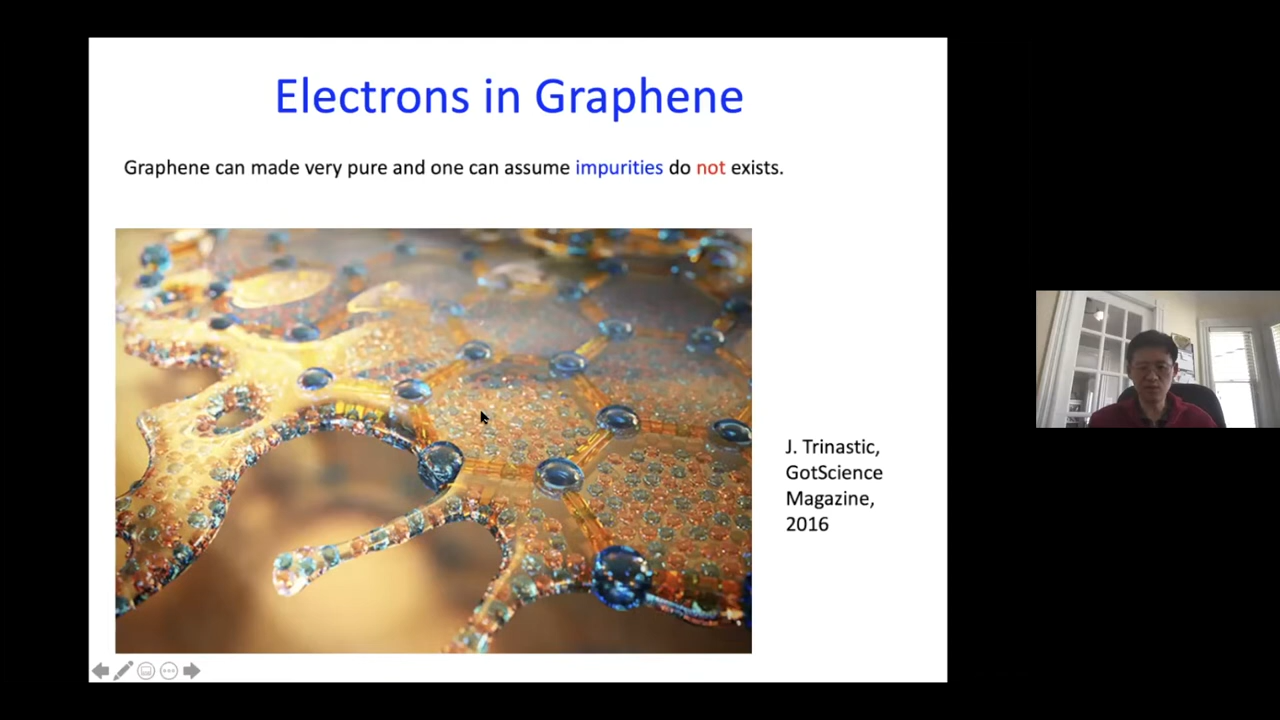 Electrons in Graphene
Graphene can made very pure and one can assume impurities do not exists.
J. Trinastic,
GotScience
Magazine,
2016